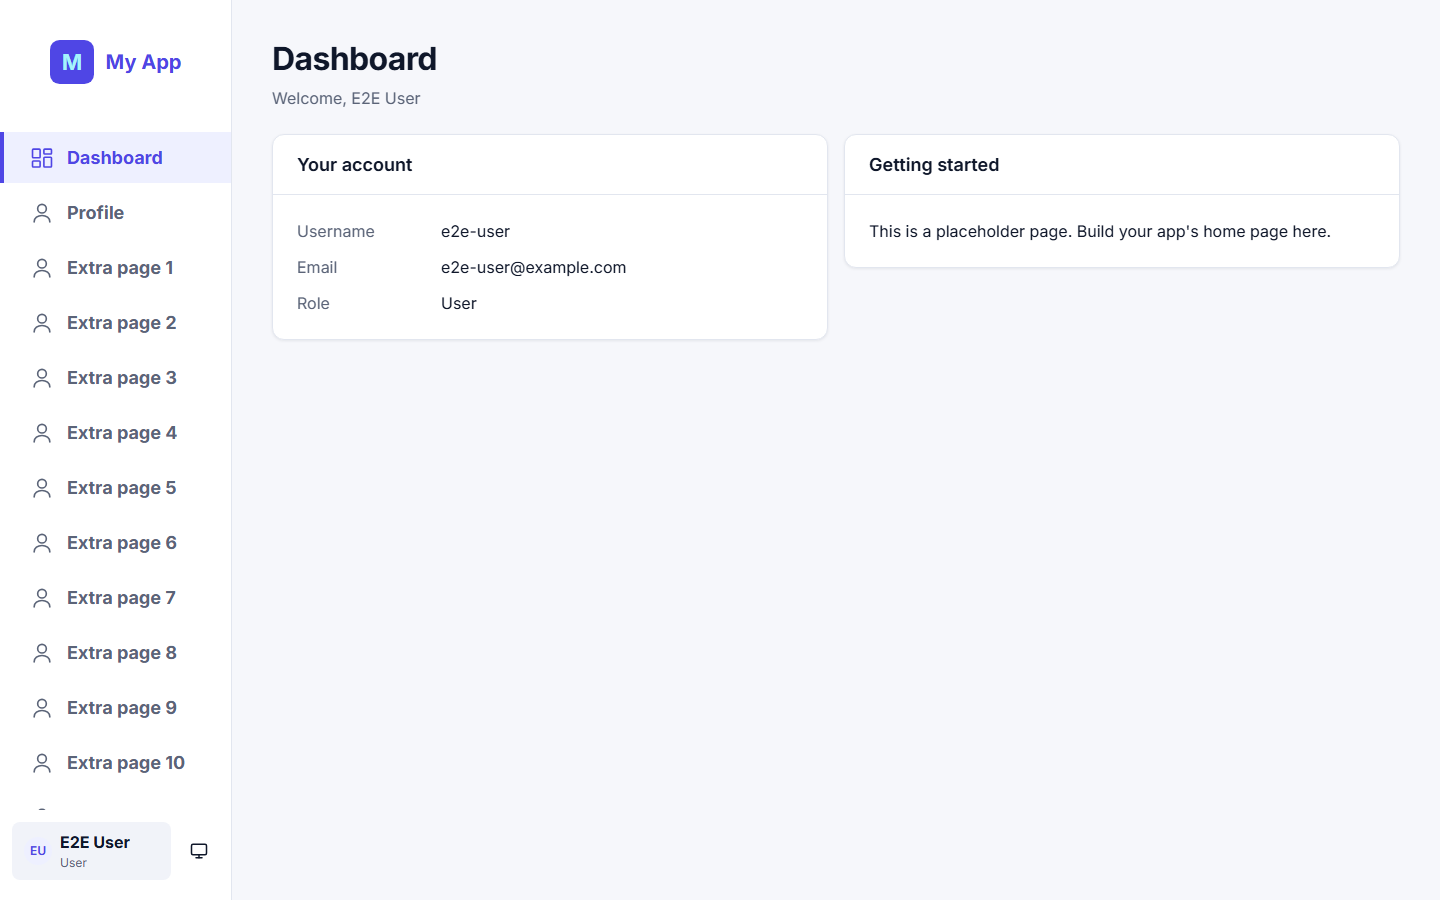 M My App
Dashboard
Profile
Extra page 1
Extra page 2
Extra page 3
Extra page 4
Extra page 5
Extra page 6
Extra page 7
Extra page 8
Extra page 9
Extra page 10
EU E2E User
User
Dashboard
Welcome, E2E User
Your account
Username e2e-user
Email e2e-user@example.com
Role User
Getting started
This is a placeholder page. Build your app's home page here.